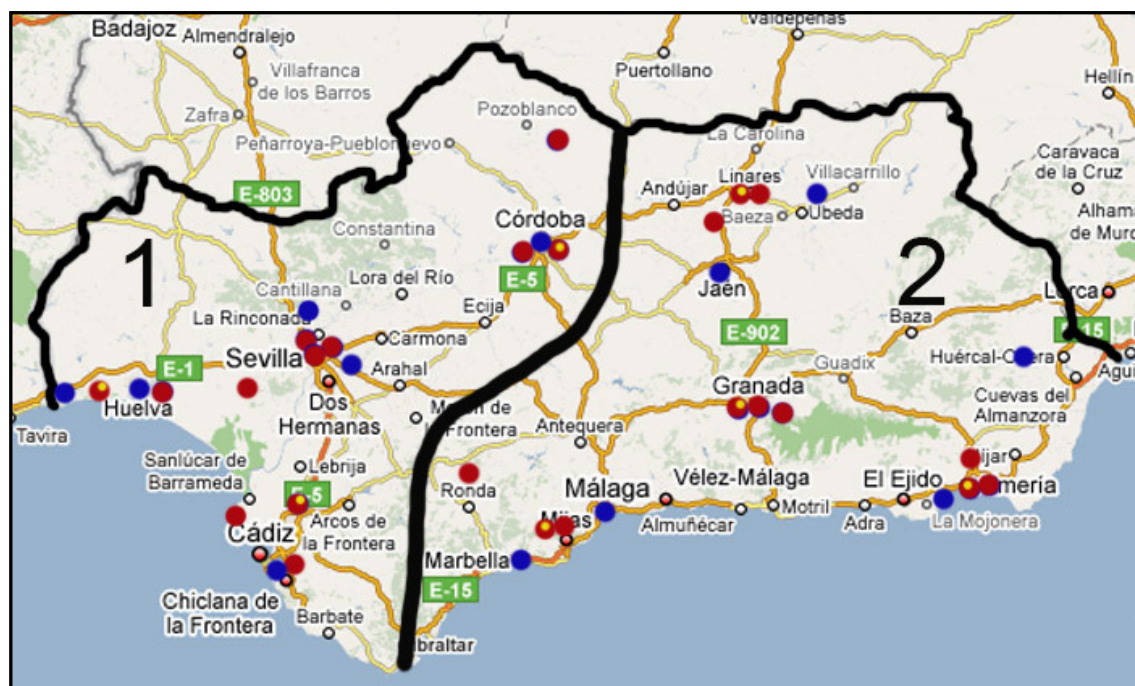 Badajoz
Almendralejo
Valdepeñas
Puertollano
Hellín
Villafranca
de los Barros
Zafra
Pozoblanco
Peñarroya-Pueblonuevo
La Carolina
Caravaca
de la Cruz
E-803
Linares
Villacarrillo
Andújar
Baeza
Úbeda
Alhama
de Murc
Córdoba
Constantina
1
2
E-5
Lora del Río
Cantillana
Jaén
Ecija
Lorca
La Rinconada
Carmona
E-902
Baza
E-15
Sevilla
Arahal
Huércal-Overa
Guadix
Agui
E-1
Huelva
Granada
Dos
Hermanas
Morón de
la Frontera
Cuevas del
Almanzora
Tavira
Antequera
Sanlúcar de
Barrameda
Lebrija
Níjar
Ronda
Vélez-Málaga
El Ejido
E-5
Málaga
Almería
Arcos de
la Frontera
Almuñécar
Motril
Adra
La Mojonera
Cádiz
Mijas
Marbella
E-15
Chiclana de
la Frontera
Barbate
Gibraltar